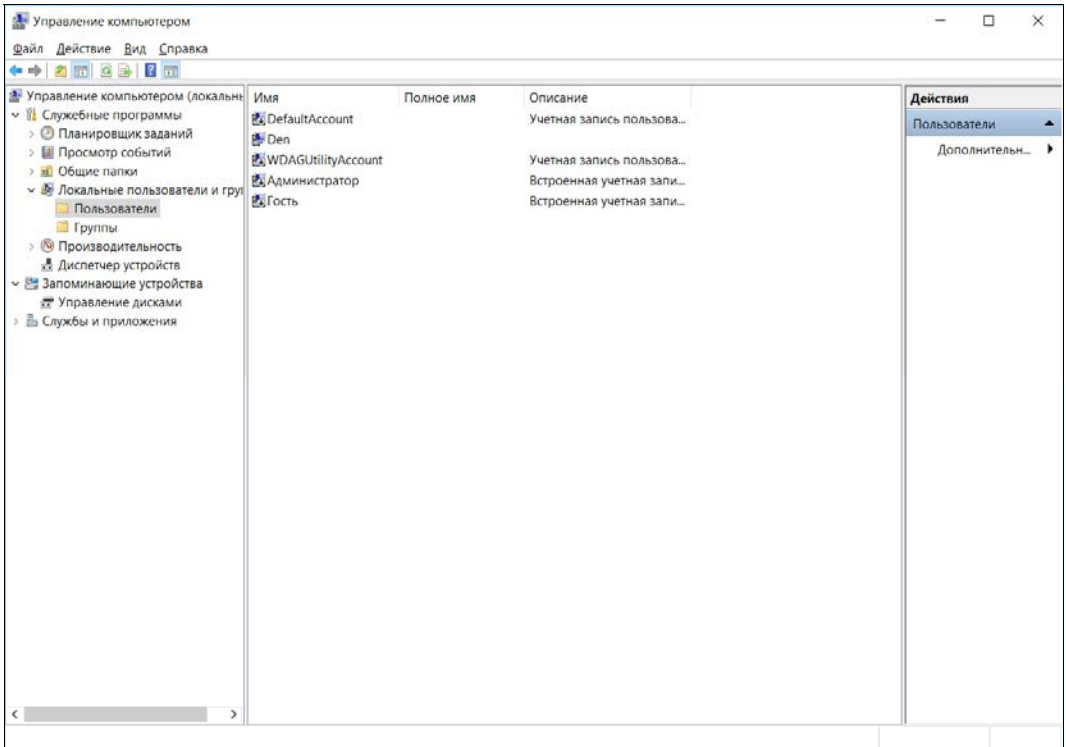 Управление компьютером
Файл Действие Вид Справка
Управление компьютером (локальны
Служебные программы
Планировщик заданий
Просмотр событий
Общие папки
Локальные пользователи и груп
Пользователи
Группы
Производительность
Диспетчер устройств
Запоминающие устройства
Управление дисками
Службы и приложения
Имя Полное имя Описание
DefaultAccount Учетная запись пользова...
Den
WDAGUtilityAccount Учетная запись пользова...
Администратор Встроенная учетная запи...
Гость Встроенная учетная запи...
Действия
Пользователи
Дополнительн...